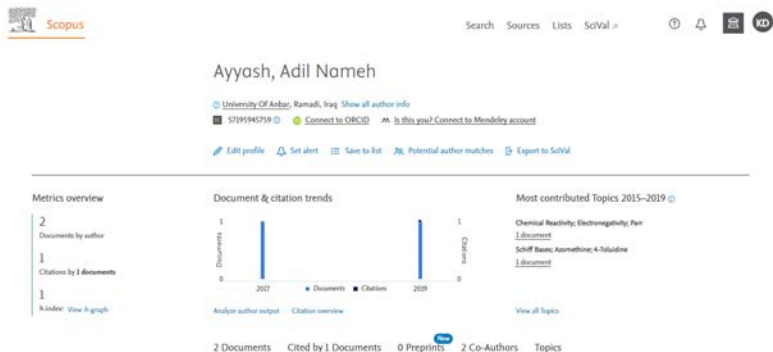 Scopus
Search Sources Lists SciVal ↗
KD
Ayyash, Adil Nameh
University Of Anbar, Ramadi, Iraq Show all author info
57195945759 Connect to ORCID Is this you? Connect to Mendeley account
Edit profile Set alert Save to list Potential author matches Export to SciVal
Metrics overview
2
Documents by author
1
Citations by 1 documents
1
h-index: View h-graph
Document & citation trends
1 1
Documents
Citations
0 0
2017 Documents Citations 2019
Analyze author output Citation overview
Most contributed Topics 2015–2019
Chemical Reactivity; Electronegativity; Parr
1 document
Schiff Bases; Azomethine; 4-Toluidine
1 document
View all Topics
New
2 Documents Cited by 1 Documents 0 Preprints 2 Co-Authors Topics